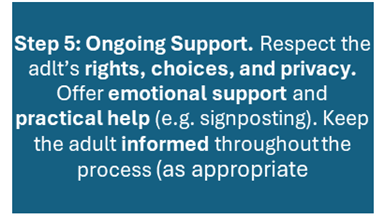 Step 5: Ongoing Support. Respect the
adlt’s rights, choices, and privacy.
Offer emotional support and
practical help (e.g. signposting). Keep
the adult informed throughout the
process (as appropriate